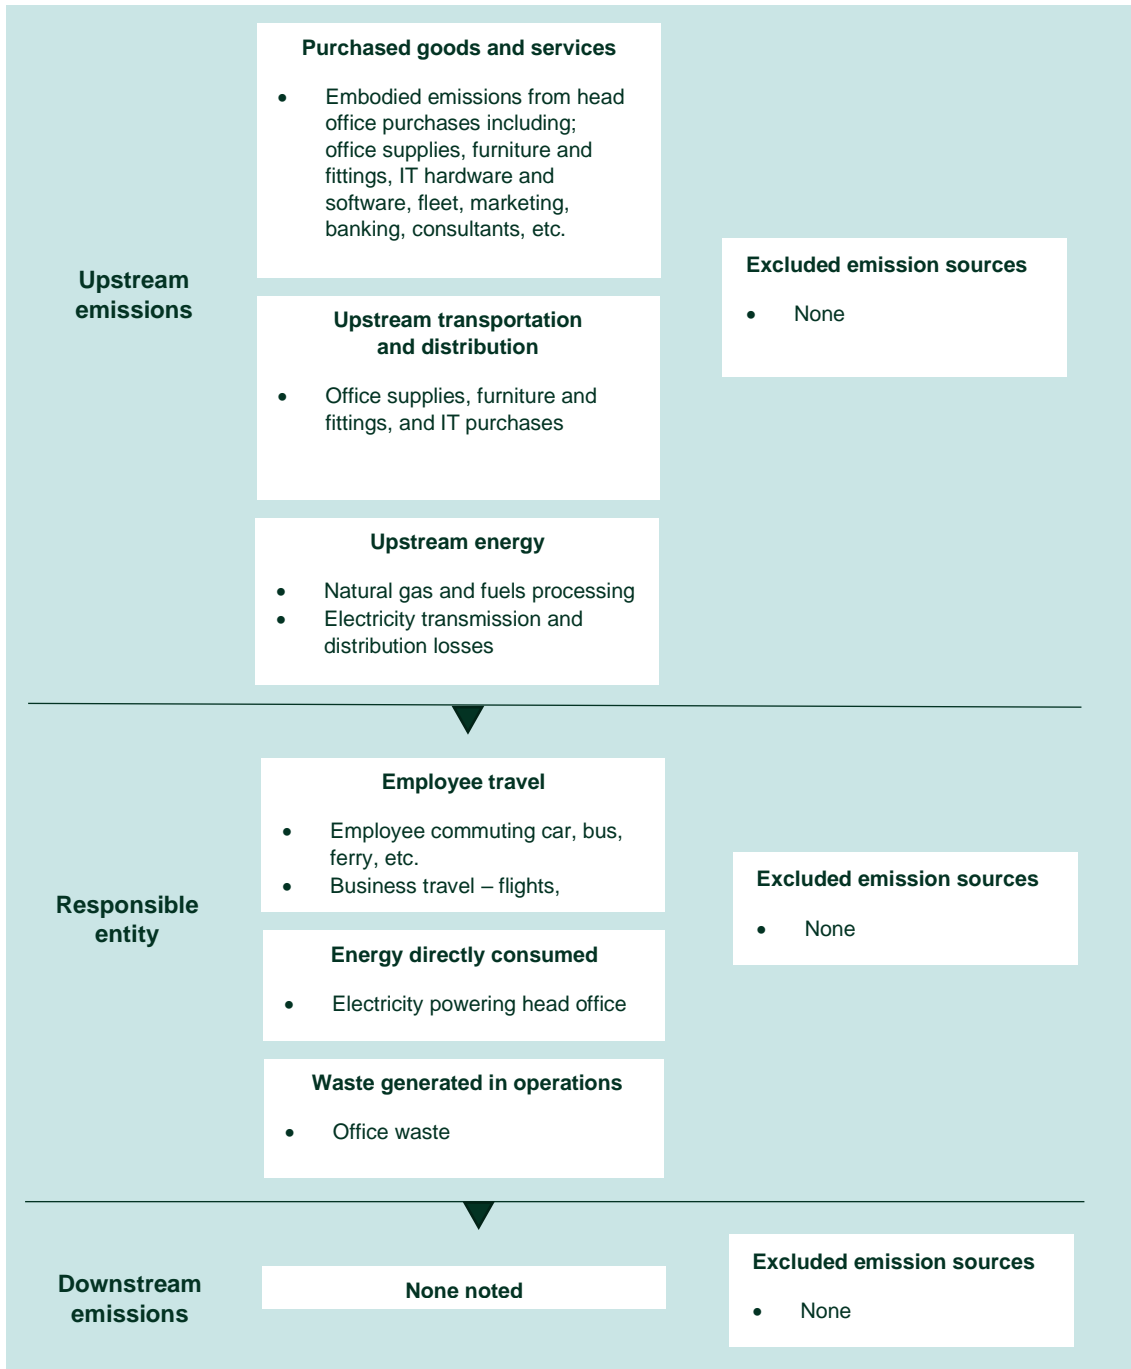 Upstream
emissions
Purchased goods and services
• Embodied emissions from head
office purchases including;
office supplies, furniture and
fittings, IT hardware and
software, fleet, marketing,
banking, consultants, etc.
Upstream transportation
and distribution
• Office supplies, furniture and
fittings, and IT purchases
Upstream energy
• Natural gas and fuels processing
• Electricity transmission and
distribution losses
Excluded emission sources
• None
Responsible
entity
Employee travel
• Employee commuting car, bus,
ferry, etc.
• Business travel – flights,
Energy directly consumed
• Electricity powering head office
Waste generated in operations
• Office waste
Excluded emission sources
• None
Downstream
emissions
None noted
Excluded emission sources
• None